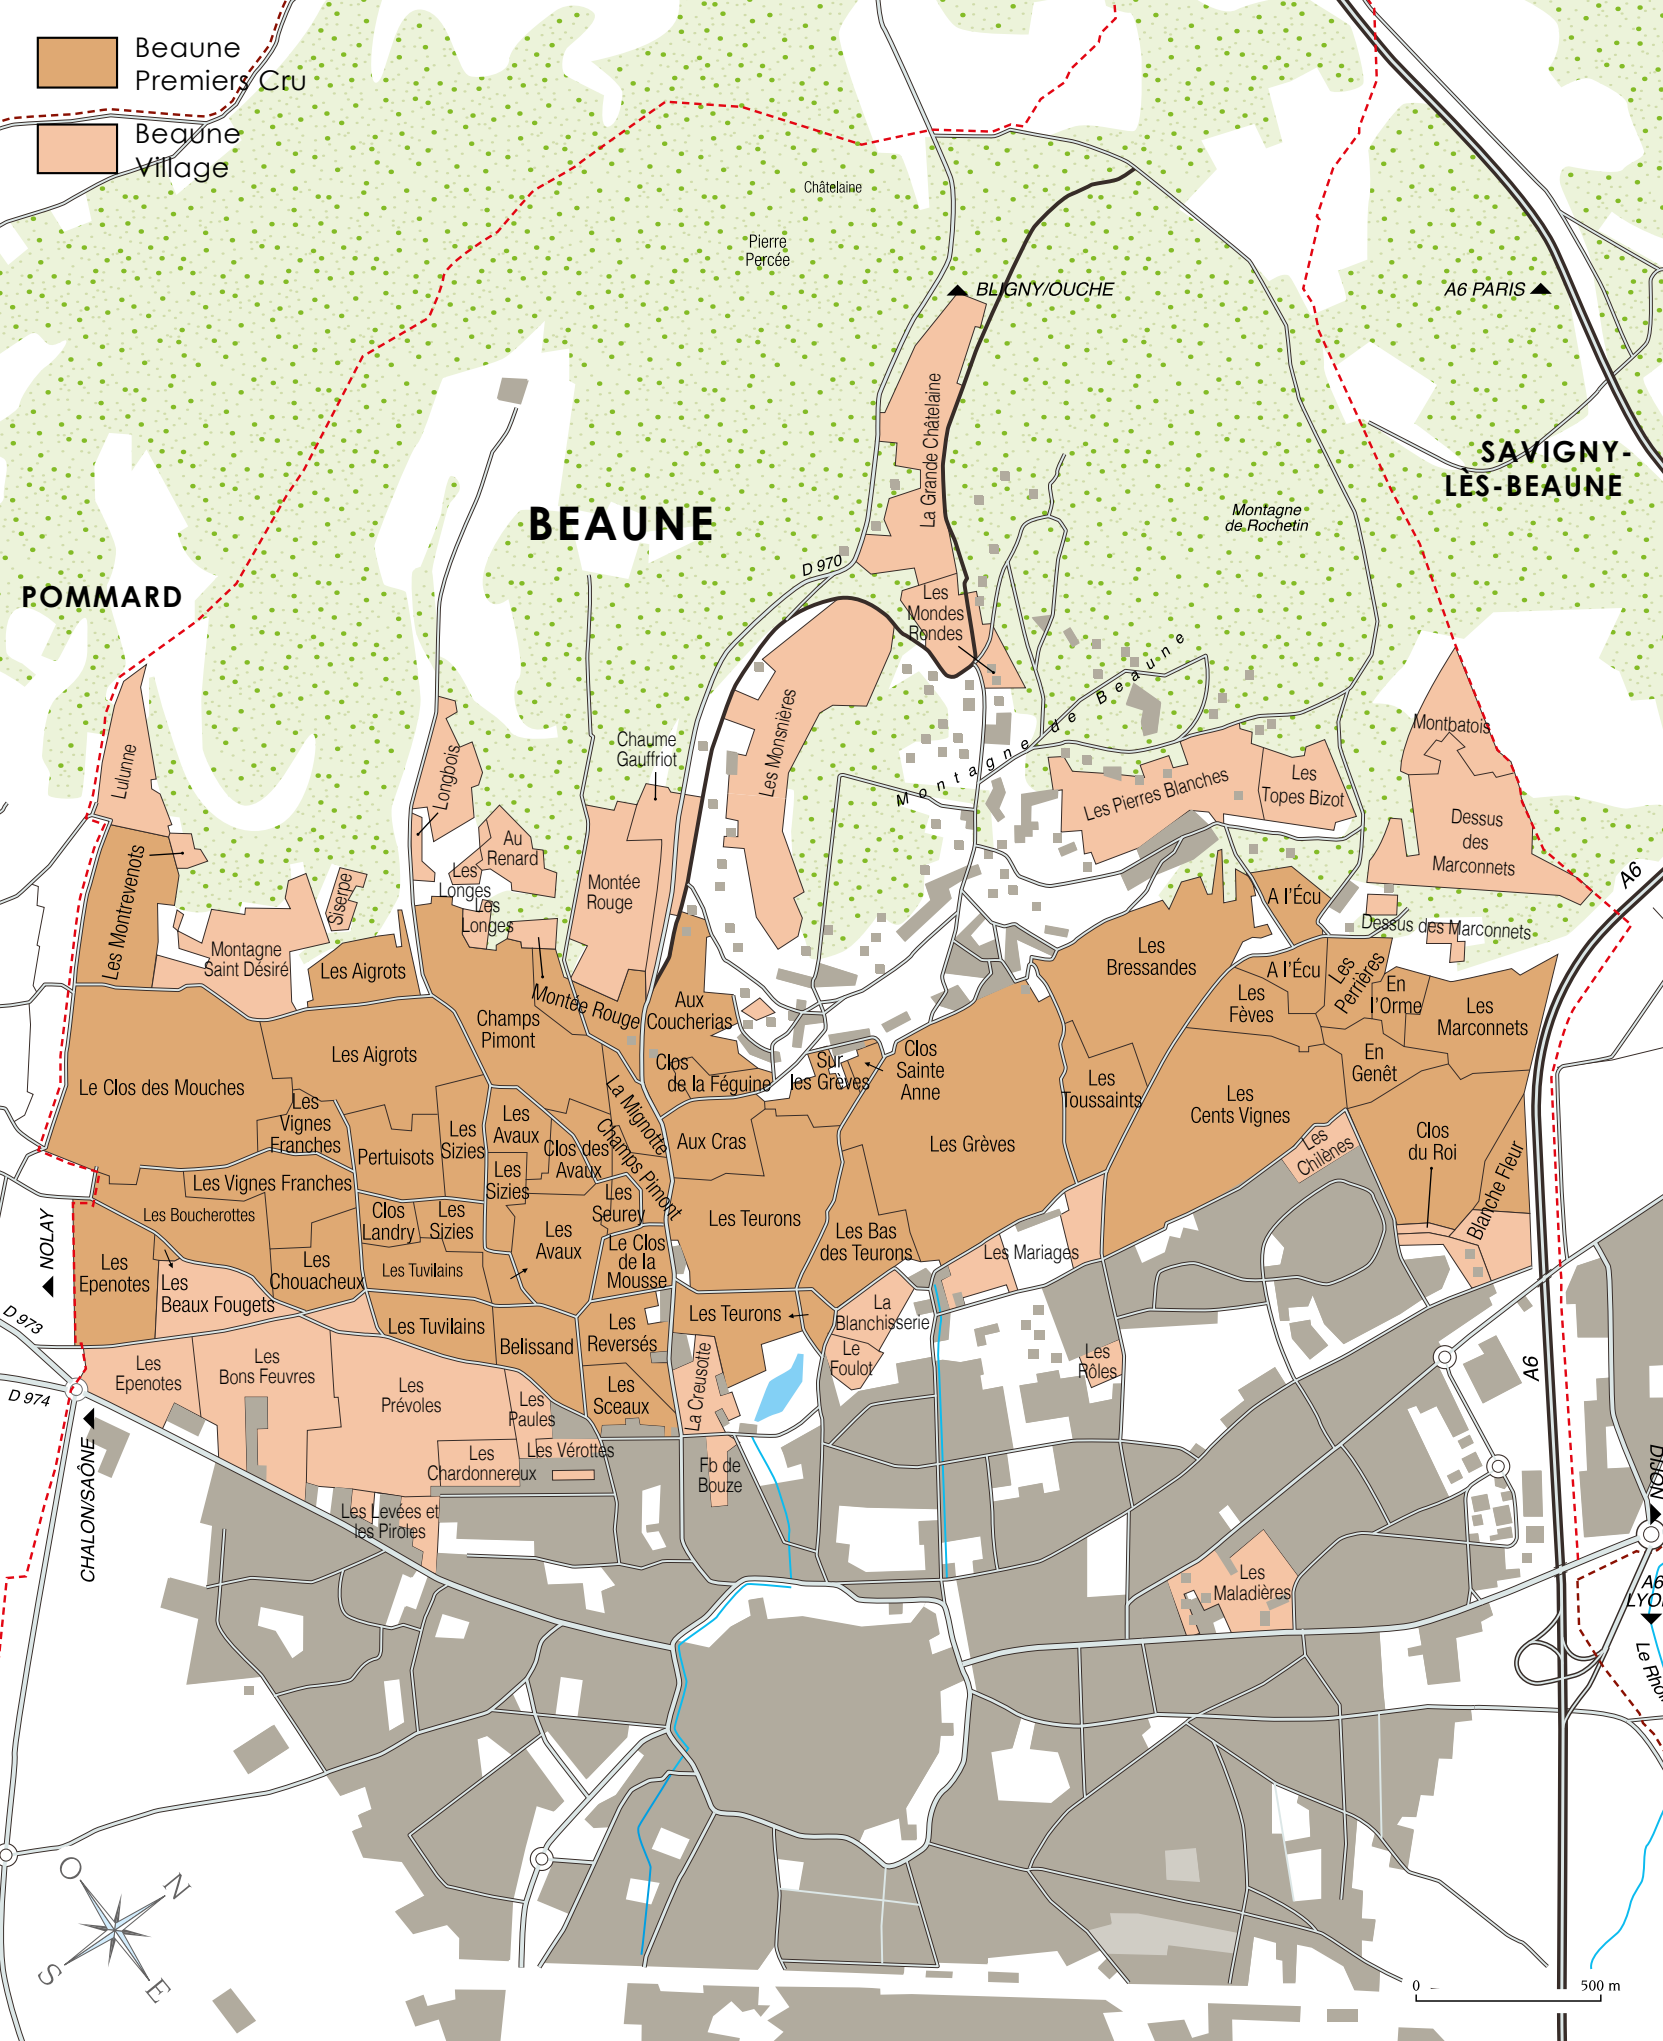 Beaune
Premiers Cru
Beaune
Village
Châtelaine
Pierre
Percée
BLIGNY/OUCHE
A6 PARIS
SAVIGNY-
LÈS-BEAUNE
BEAUNE
POMMARD
La Grande Châtelaine
Montagne
de Rochetin
D 970
Les
Mondes
Rondes
Montagne de Beaune
Lulunne
Longbois
Chaume
Gauffriot
Les Monsnières
Les Pierres Blanches
Les
Topes Bizot
Montbatois
Dessus
des
Marconnets
A6
Les Montrevenots
Au
Renard
Les
Longes
Les
Longes
Siserpe
Montée
Rouge
Montagne
Saint Désiré
Les Aigrots
A l'Écu
Dessus des Marconnets
Les
Bressandes
A l'Écu
Les
Perrières
En
l'Orme
Les
Marconnets
Les
Fèves
Montée Rouge
Aux
Coucherias
Champs
Pimont
Les Aigrots
Le Clos des Mouches
Clos
de la Féguine
Sur
les Grèves
Clos
Sainte
Anne
Les
Toussaints
En
Genêt
Les
Cents Vignes
Les
Vignes
Franches
Pertuisots
Les
Sizies
Les
Avaux
Clos des
Avaux
La Mignotte
Champs Pimont
Aux Cras
Les Grèves
Les
Chilènes
Clos
du Roi
Blanche Fleur
Les Vignes Franches
Les
Sizies
Les
Seurey
Les Boucherottes
Clos
Landry
Les
Sizies
Les
Avaux
Les Teurons
Les Bas
des Teurons
Les Mariages
NOLAY
Les
Epenotes
Les
Beaux Fougets
Les
Chouacheux
Les Tuvilains
Le Clos
de la
Mousse
Les Tuvilains
Belissand
Les
Reversés
Les Teurons
La
Blanchisserie
Le
Foulot
Les
Rôles
A6
D 973
D 974
Les
Epenotes
Les
Bons Feuvres
Les
Prévoles
Les
Paules
Les
Sceaux
La Creusotte
Les
Chardonnereux
Les Vérottes
Fb de
Bouze
Les Levées et
les Piroles
CHALON/SAÔNE
DIJON
Les
Maladières
A6
Le
O
N
S
E
0
500 m